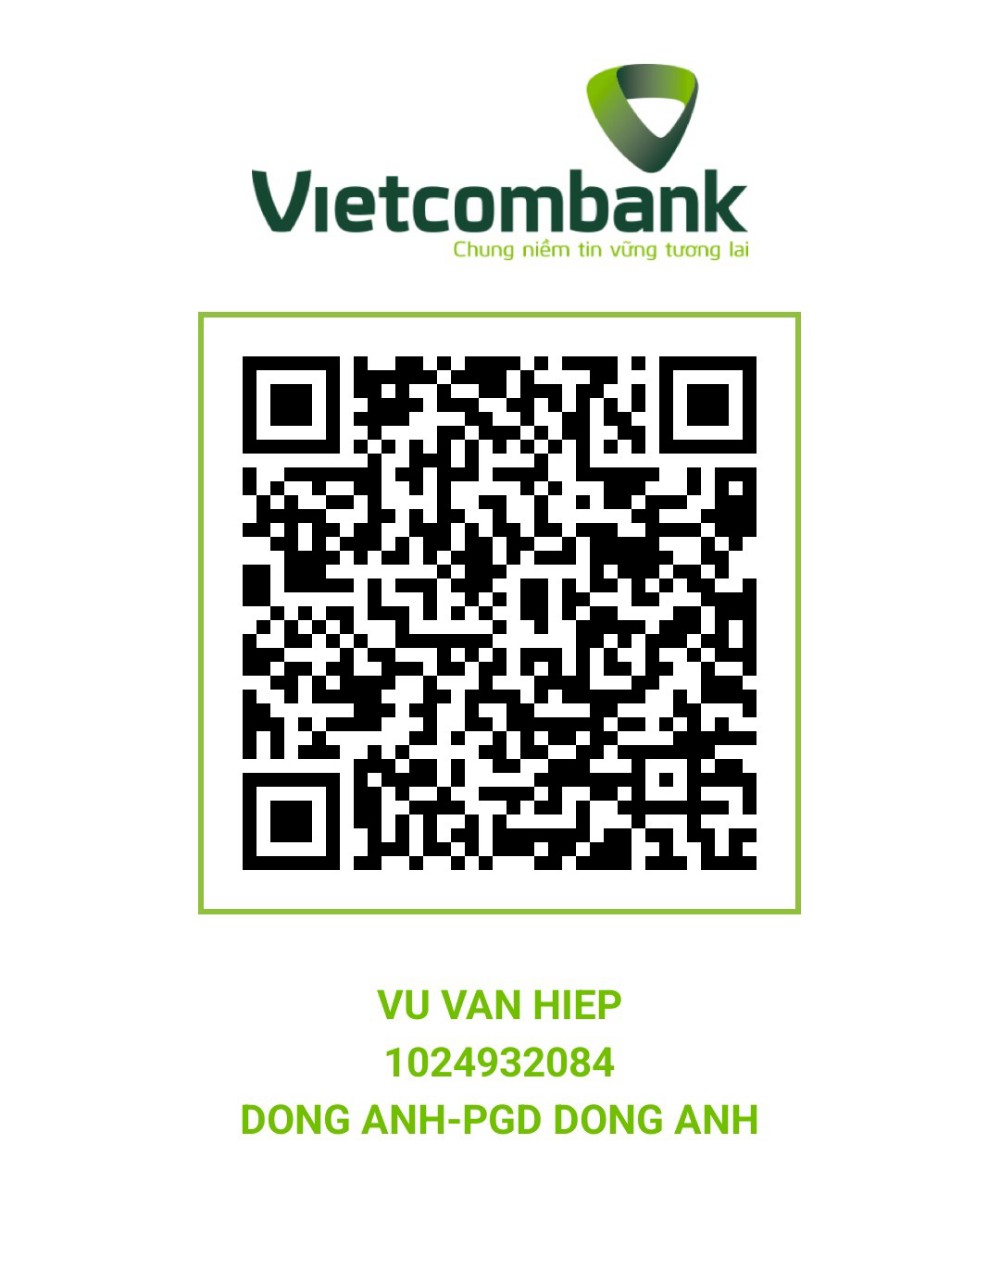 Vietcombank
Chung niềm tin vững tương lai
VU VAN HIEP
1024932084
DONG ANH-PGD DONG ANH